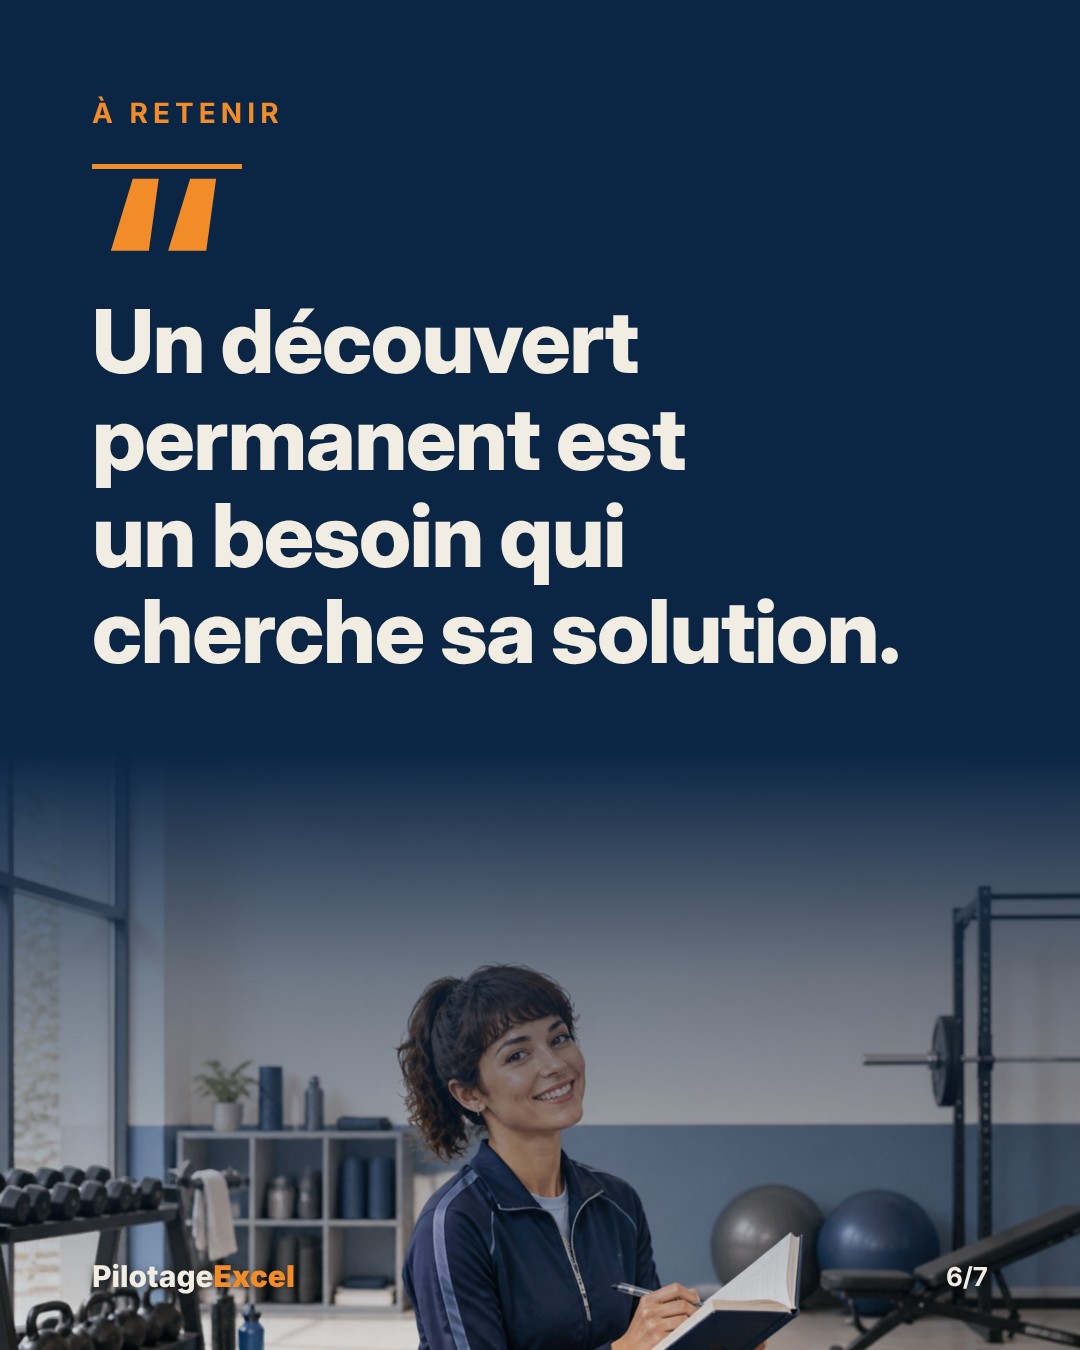 À RETENIR
"
Un découvert
permanent est
un besoin qui
cherche sa solution.
PilotageExcel
6/7